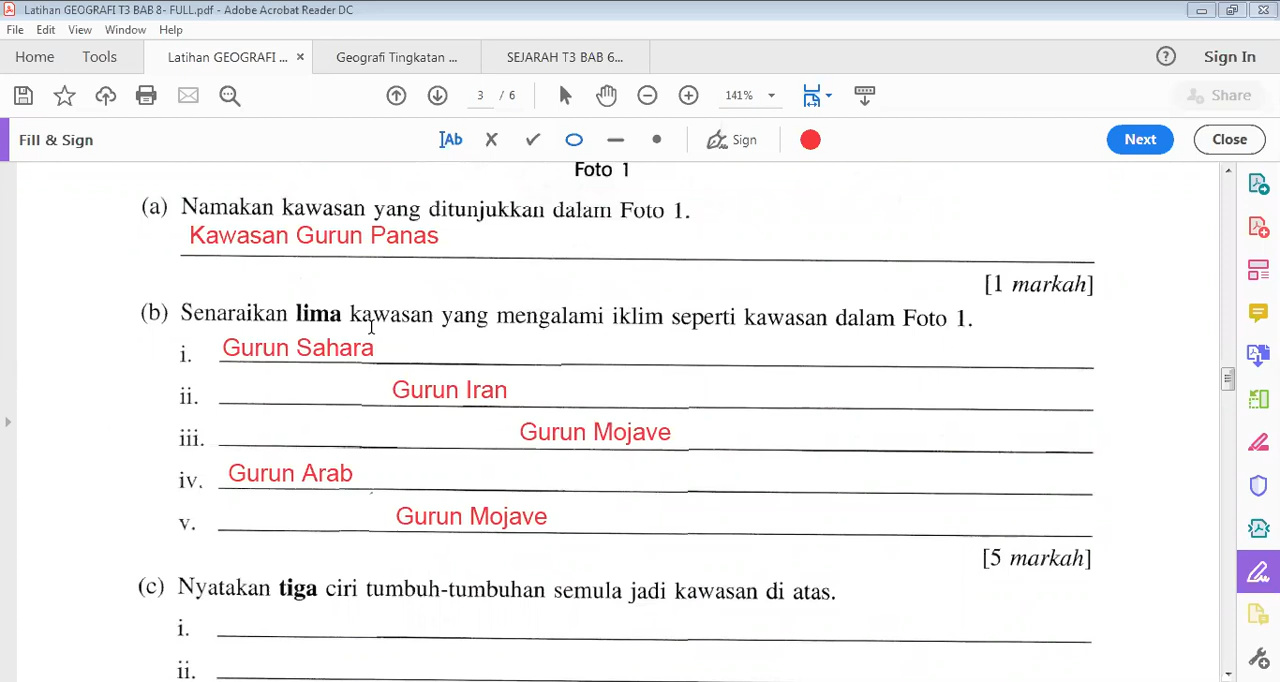 Latihan GEOGRAFI T3 BAB 8- FULL.pdf - Adobe Acrobat Reader DC
File Edit View Window Help
Home Tools Latihan GEOGRAFI ... × Geografi Tingkatan ... SEJARAH T3 BAB 6... ? Sign In
3 / 6 141% Share
Fill & Sign Ab Sign Next Close
Foto 1
(a) Namakan kawasan yang ditunjukkan dalam Foto 1.
Kawasan Gurun Panas
[1 markah]
(b) Senaraikan lima kawasan yang mengalami iklim seperti kawasan dalam Foto 1.
i. Gurun Sahara
ii. Gurun Iran
iii. Gurun Mojave
iv. Gurun Arab
v. Gurun Mojave
[5 markah]
(c) Nyatakan tiga ciri tumbuh-tumbuhan semula jadi kawasan di atas.
i.
ii.